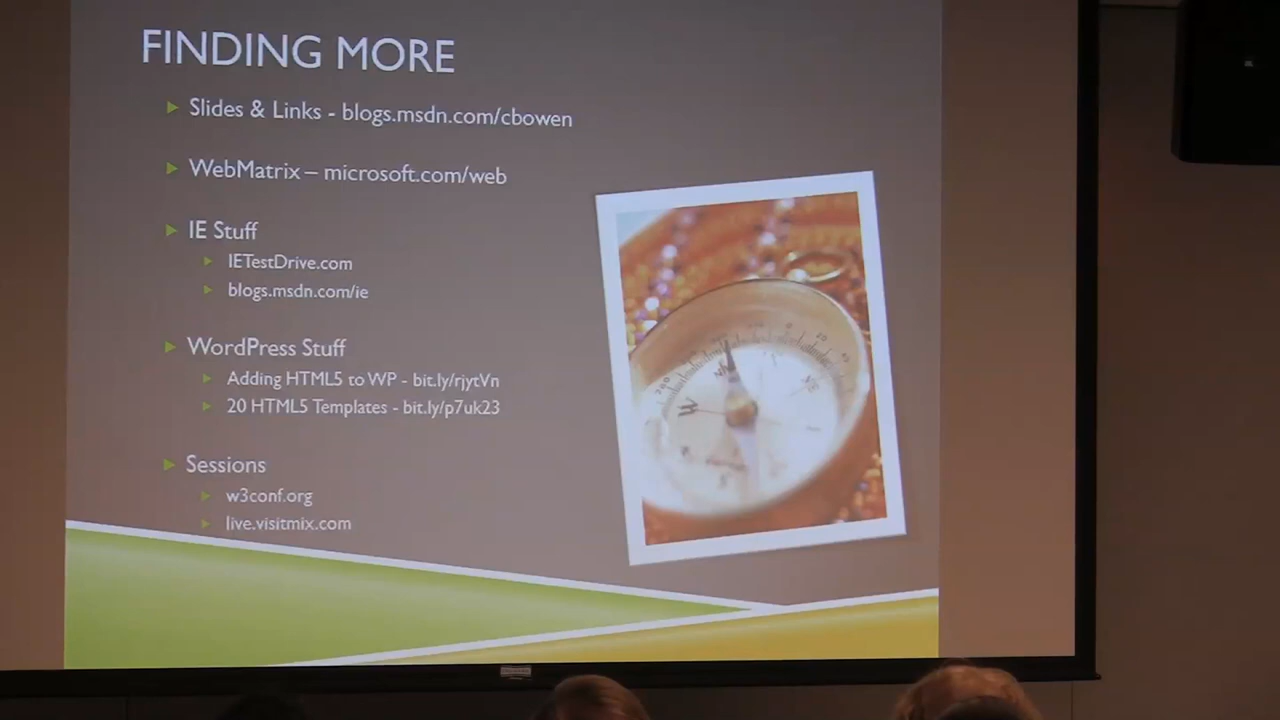 FINDING MORE
Slides & Links - blogs.msdn.com/cbowen
WebMatrix – microsoft.com/web
IE Stuff
IETestDrive.com
blogs.msdn.com/ie
WordPress Stuff
Adding HTML5 to WP - bit.ly/rjytVn
20 HTML5 Templates - bit.ly/p7uk23
Sessions
w3conf.org
live.visitmix.com
W